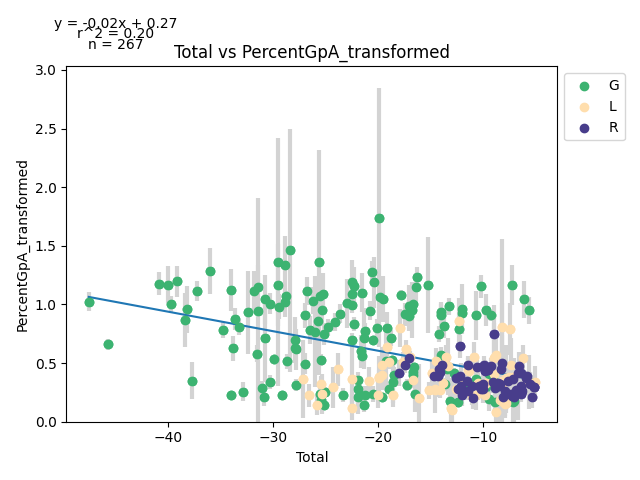 y = -0.02x + 0.27
r^2 = 0.20
n = 267
Total vs PercentGpA_transformed
3.0
2.5
2.0
1.5
1.0
0.5
0.0
PercentGpA_transformed
−40
−30
−20
−10
Total
G
L
R